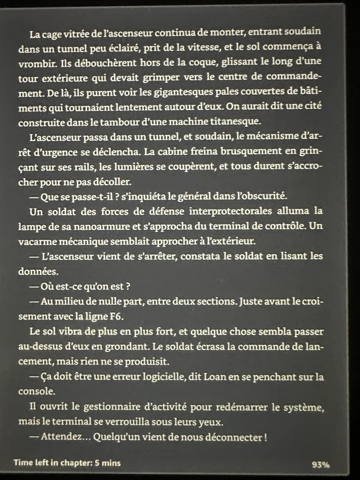 La cage vitrée de l'ascenseur continua de monter, entrant soudain
dans un tunnel peu éclairé, prit de la vitesse, et le sol commença à
vrombir. Ils débouchèrent hors de la coque, glissant le long d'une
tour extérieure qui devait grimper vers le centre de commande-
ment. De là, ils purent voir les gigantesques pales couvertes de bâti-
ments qui tournaient lentement autour d'eux. On aurait dit une cité
construite dans le tambour d'une machine titanesque.
L'ascenseur passa dans un tunnel, et soudain, le mécanisme d'ar-
rêt d'urgence se déclencha. La cabine freina brusquement en grin-
çant sur ses rails, les lumières se coupèrent, et tous durent s'accro-
cher pour ne pas décoller.
— Que se passe-t-il ? s'inquiéta le général dans l'obscurité.
Un soldat des forces de défense interprotectorales alluma la
lampe de sa nanoarmure et s'approcha du terminal de contrôle. Un
vacarme mécanique semblait approcher à l'extérieur.
— L'ascenseur vient de s'arrêter, constata le soldat en lisant les
données.
— Où est-ce qu'on est ?
— Au milieu de nulle part, entre deux sections. Juste avant le croi-
sement avec la ligne F6.
Le sol vibra de plus en plus fort, et quelque chose sembla passer
au-dessus d'eux en grondant. Le soldat écrasa la commande de lan-
cement, mais rien ne se produisit.
— Ça doit être une erreur logicielle, dit Loan en se penchant sur la
console.
Il ouvrit le gestionnaire d'activité pour redémarrer le système,
mais le terminal se verrouilla sous leurs yeux.
— Attendez… Quelqu'un vient de nous déconnecter !
Time left in chapter: 5 mins
93%